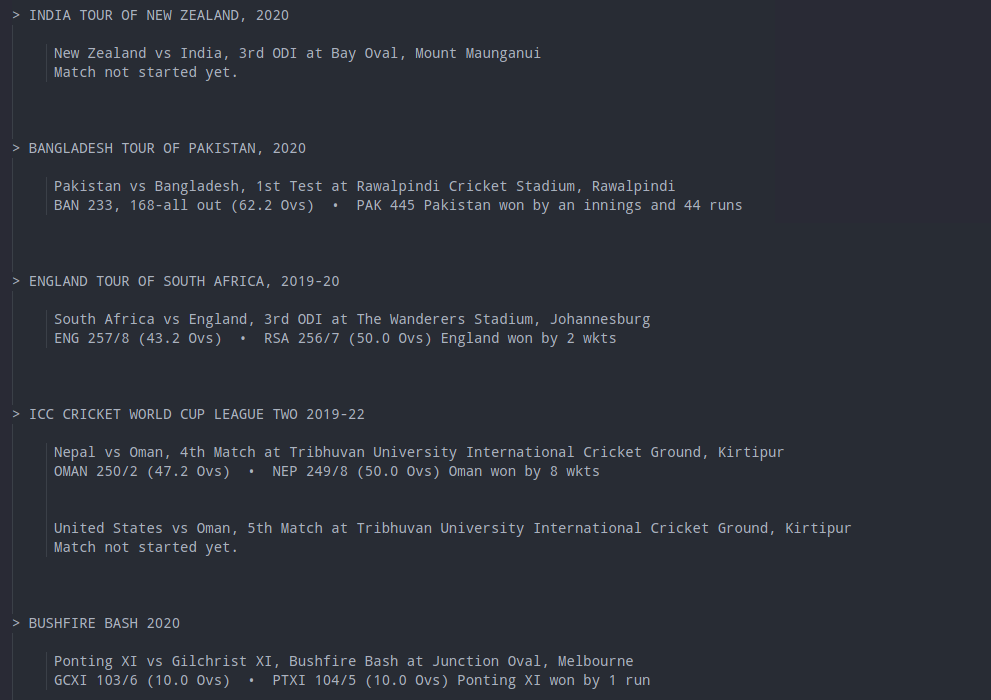 > INDIA TOUR OF NEW ZEALAND, 2020
New Zealand vs India, 3rd ODI at Bay Oval, Mount Maunganui
Match not started yet.
> BANGLADESH TOUR OF PAKISTAN, 2020
Pakistan vs Bangladesh, 1st Test at Rawalpindi Cricket Stadium, Rawalpindi
BAN 233, 168-all out (62.2 Ovs)  •  PAK 445 Pakistan won by an innings and 44 runs
> ENGLAND TOUR OF SOUTH AFRICA, 2019-20
South Africa vs England, 3rd ODI at The Wanderers Stadium, Johannesburg
ENG 257/8 (43.2 Ovs)  •  RSA 256/7 (50.0 Ovs) England won by 2 wkts
> ICC CRICKET WORLD CUP LEAGUE TWO 2019-22
Nepal vs Oman, 4th Match at Tribhuvan University International Cricket Ground, Kirtipur
OMAN 250/2 (47.2 Ovs)  •  NEP 249/8 (50.0 Ovs) Oman won by 8 wkts
United States vs Oman, 5th Match at Tribhuvan University International Cricket Ground, Kirtipur
Match not started yet.
> BUSHFIRE BASH 2020
Ponting XI vs Gilchrist XI, Bushfire Bash at Junction Oval, Melbourne
GCXI 103/6 (10.0 Ovs)  •  PTXI 104/5 (10.0 Ovs) Ponting XI won by 1 run